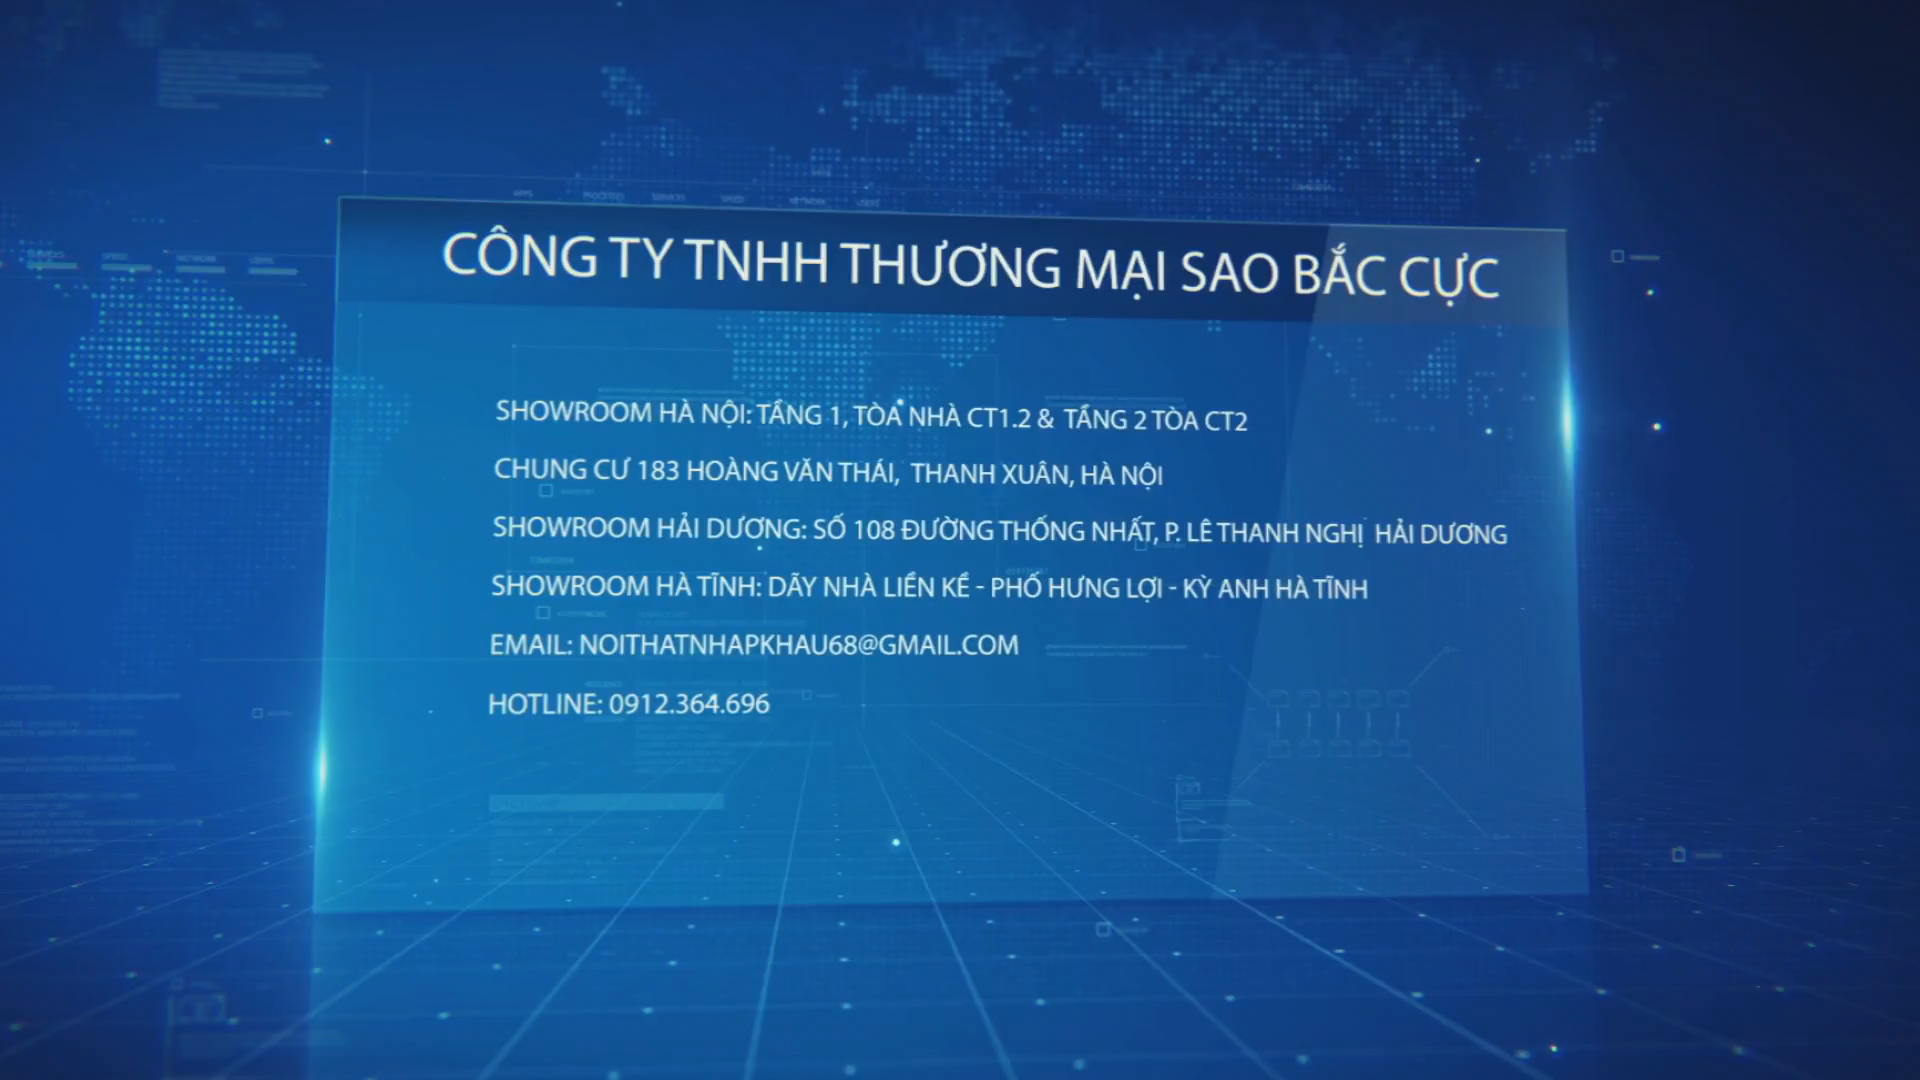 CÔNG TY TNHH THƯƠNG MẠI SAO BẮC CỰC
SHOWROOM HÀ NỘI: TẦNG 1, TÒA NHÀ CT1.2 & TẦNG 2 TÒA CT2
CHUNG CƯ 183 HOÀNG VĂN THÁI, THANH XUÂN, HÀ NỘI
SHOWROOM HẢI DƯƠNG: SỐ 108 ĐƯỜNG THỐNG NHẤT, P. LÊ THANH NGHỊ HẢI DƯƠNG
SHOWROOM HÀ TĨNH: DÃY NHÀ LIỀN KỀ - PHỐ HƯNG LỢI - KỲ ANH HÀ TĨNH
EMAIL: NOITHATNHAPKHAU68@GMAIL.COM
HOTLINE: 0912.364.696